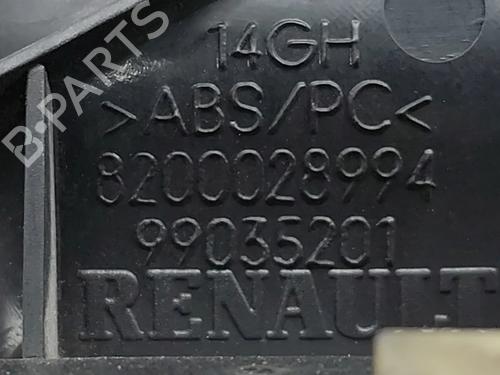 14GH
>ABS/PC<
8200028994
99035201
RENAULT
B-PARTS